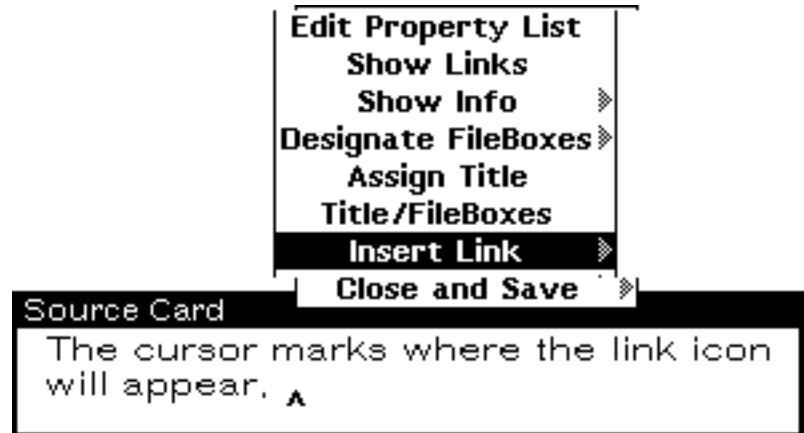 Edit Property List
Show Links
Show Info
Designate FileBoxes
Assign Title
Title/FileBoxes
Insert Link
Close and Save
Source Card
The cursor marks where the link icon
will appear.